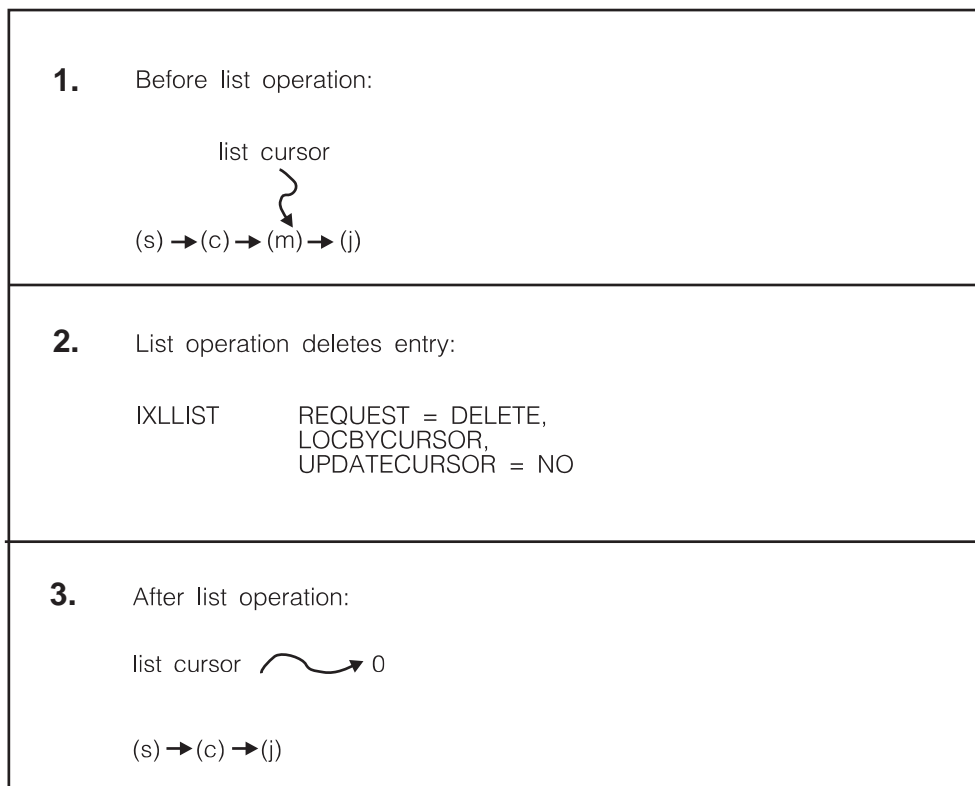 1. Before list operation:
list cursor
(s) → (c) → (m) → (j)
2. List operation deletes entry:
IXLLIST REQUEST = DELETE,
LOCBYCURSOR,
UPDATECURSOR = NO
3. After list operation:
list cursor → 0
(s) → (c) → (j)